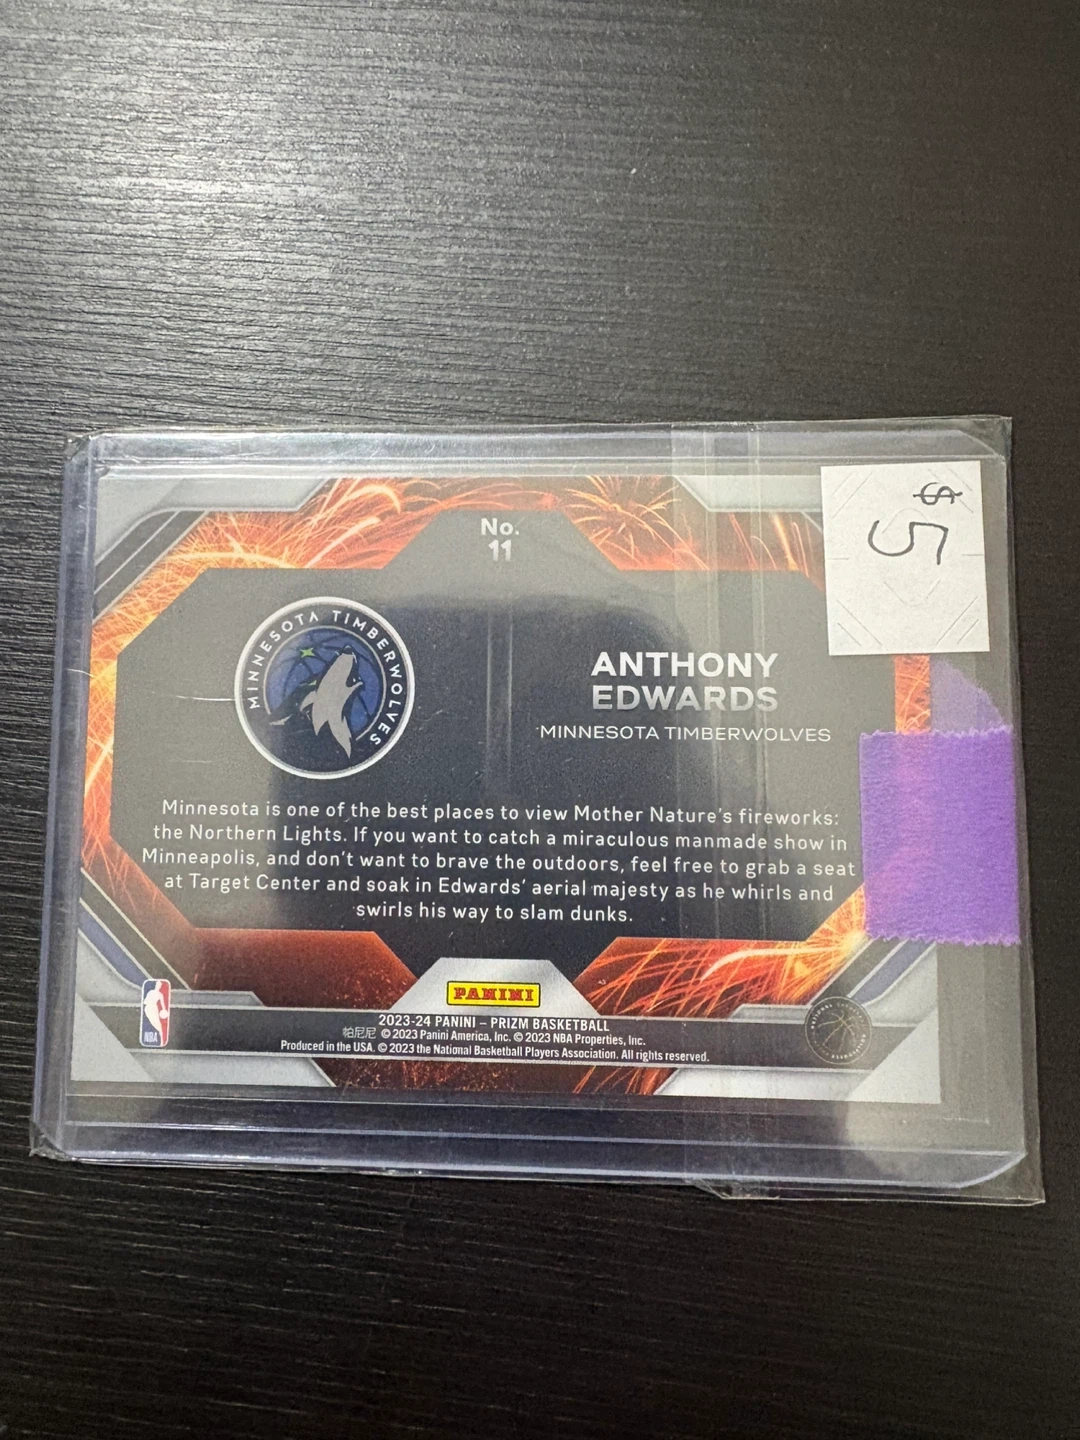 $5
No.
11
MINNESOTA TIMBERWOLVES
ANTHONY
EDWARDS
MINNESOTA TIMBERWOLVES
Minnesota is one of the best places to view Mother Nature's fireworks:
the Northern Lights. If you want to catch a miraculous manmade show in
Minneapolis, and don't want to brave the outdoors, feel free to grab a seat
at Target Center and soak in Edwards' aerial majesty as he whirls and
swirls his way to slam dunks.
PANINI
NBA
2023-24 PANINI – PRIZM BASKETBALL
帕尼尼 © 2023 Panini America, Inc. © 2023 NBA Properties, Inc.
Produced in the USA. © 2023 the National Basketball Players Association. All rights reserved.